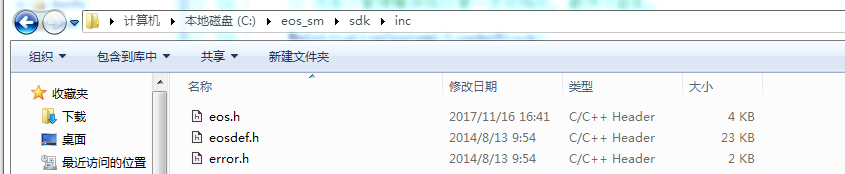 计算机 ▸ 本地磁盘 (C:) ▸ eos_sm ▸ sdk ▸ inc
组织 包含到库中 共享 新建文件夹
收藏夹
下载
桌面
最近访问的位置
名称 修改日期 类型 大小
eos.h 2017/11/16 16:41 C/C++ Header 4 KB
eosdef.h 2014/8/13 9:54 C/C++ Header 23 KB
error.h 2014/8/13 9:54 C/C++ Header 2 KB